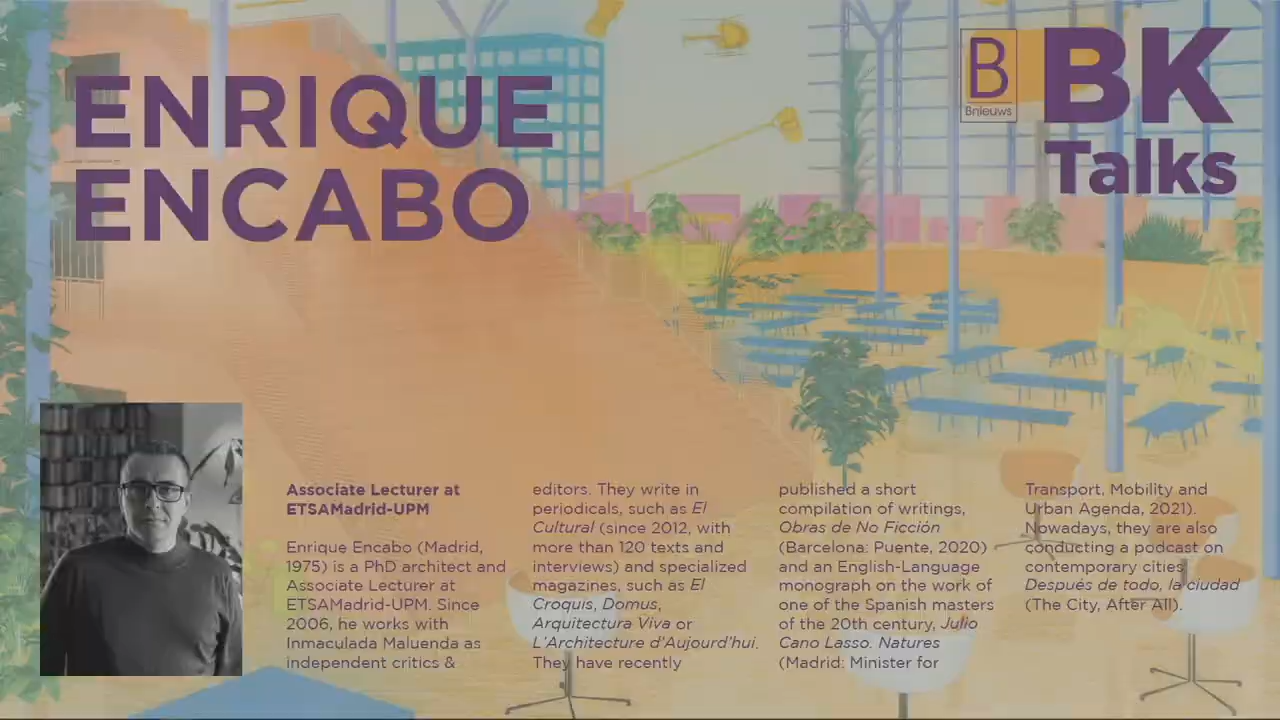 ENRIQUE
ENCABO
B
Bnieuws
BK
Talks
Associate Lecturer at
ETSAMadrid-UPM
Enrique Encabo (Madrid,
1975) is a PhD architect and
Associate Lecturer at
ETSAMadrid-UPM. Since
2006, he works with
Inmaculada Maluenda as
independent critics &
editors. They write in
periodicals, such as El
Cultural (since 2012, with
more than 120 texts and
interviews) and specialized
magazines, such as El
Croquis, Domus,
Arquitectura Viva or
L'Architecture d'Aujourd'hui.
They have recently
published a short
compilation of writings,
Obras de No Ficción
(Barcelona: Puente, 2020)
and an English-Language
monograph on the work of
one of the Spanish masters
of the 20th century, Julio
Cano Lasso. Natures
(Madrid: Minister for
Transport, Mobility and
Urban Agenda, 2021).
Nowadays, they are also
conducting a podcast on
contemporary cities
Después de todo, la ciudad
(The City, After All).